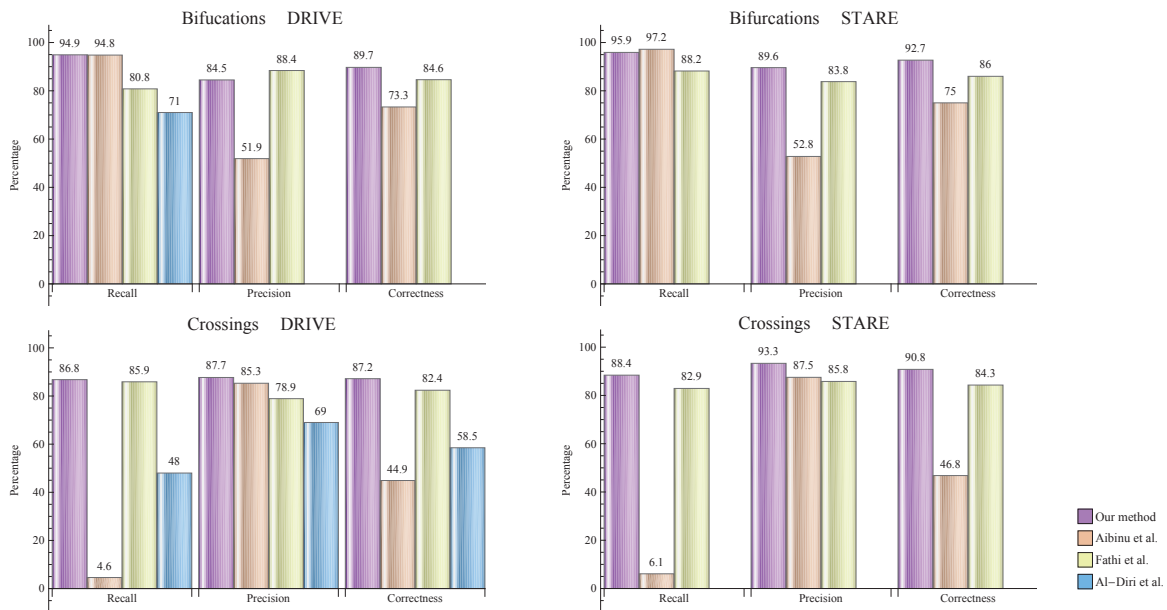 Bifucations DRIVE
Percentage
100
80
60
40
20
0
94.9
94.8
80.8
71
84.5
51.9
88.4
89.7
73.3
84.6
Recall
Precision
Correctness
Bifurcations STARE
Percentage
100
80
60
40
20
0
95.9
97.2
88.2
89.6
52.8
83.8
92.7
75
86
Recall
Precision
Correctness
Crossings DRIVE
Percentage
100
80
60
40
20
0
86.8
4.6
85.9
48
87.7
85.3
78.9
69
87.2
44.9
82.4
58.5
Recall
Precision
Correctness
Crossings STARE
Percentage
100
80
60
40
20
0
88.4
6.1
82.9
93.3
87.5
85.8
90.8
46.8
84.3
Recall
Precision
Correctness
Our method
Aibinu et al.
Fathi et al.
Al−Diri et al.